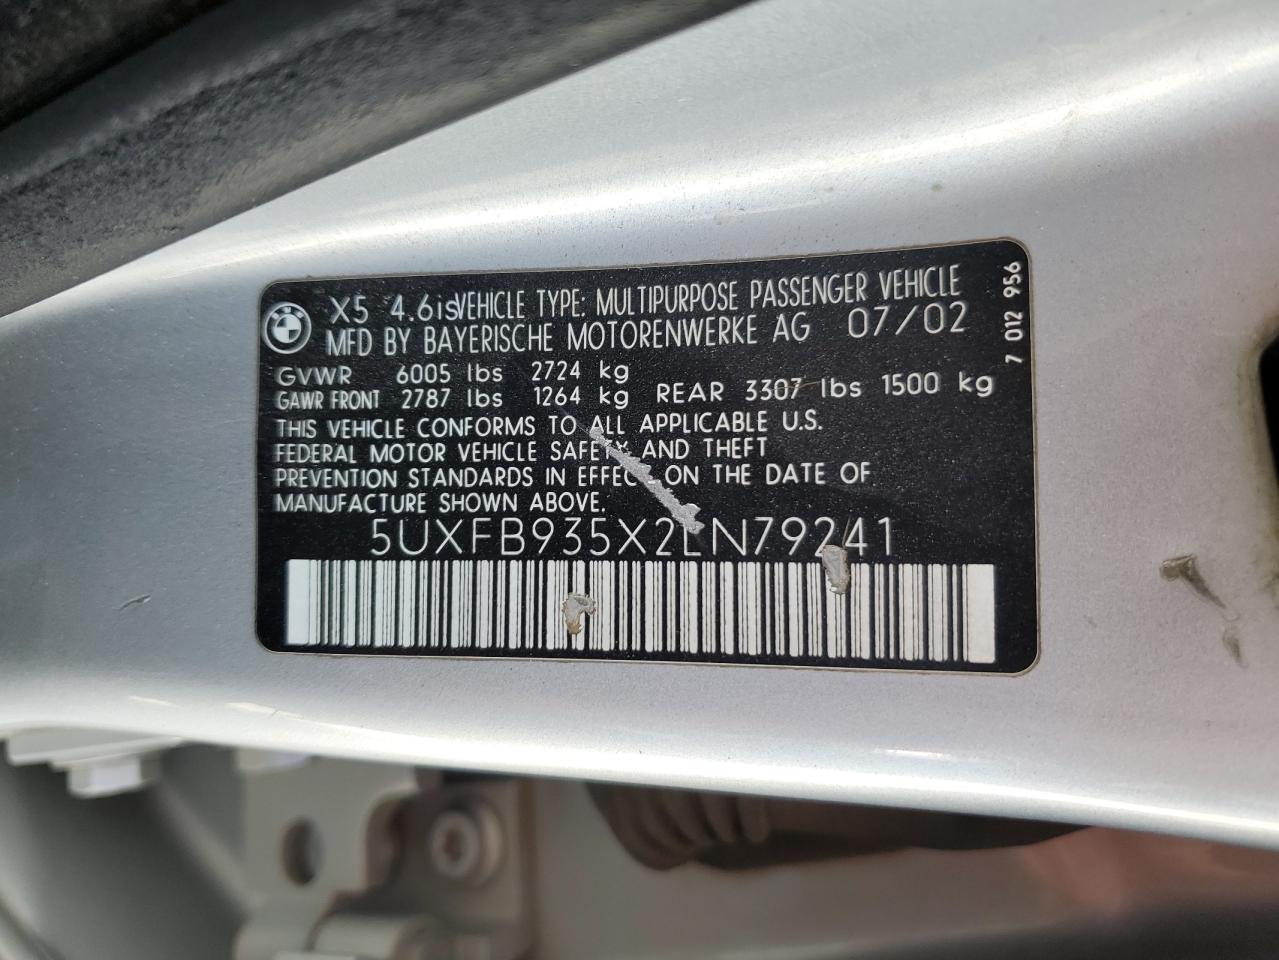 X5 4.6is VEHICLE TYPE: MULTIPURPOSE PASSENGER VEHICLE
MFD BY BAYERISCHE MOTORENWERKE AG 07/02
GVWR 6005 lbs 2724 kg
GAWR FRONT 2787 lbs 1264 kg REAR 3307 lbs 1500 kg
THIS VEHICLE CONFORMS TO ALL APPLICABLE U.S.
FEDERAL MOTOR VEHICLE SAFETY AND THEFT
PREVENTION STANDARDS IN EFFECT ON THE DATE OF
MANUFACTURE SHOWN ABOVE.
5UXFB935X2LN79241
7 012 956